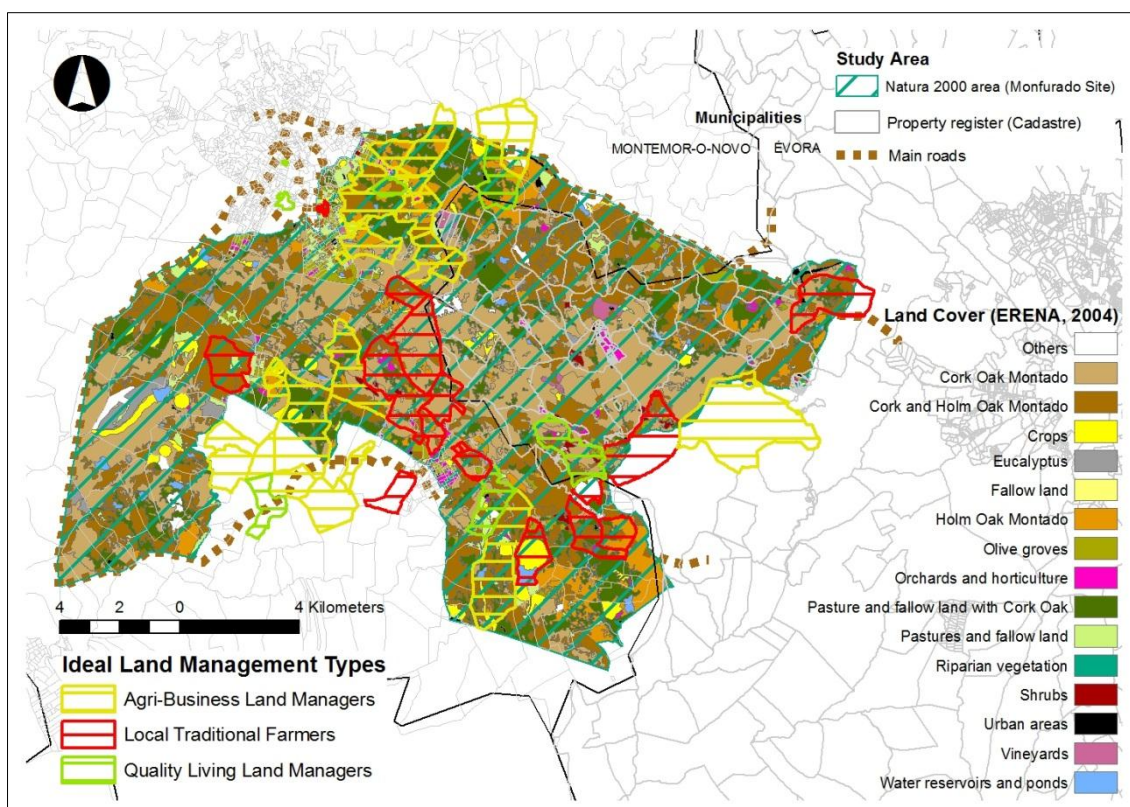 Study Area
Natura 2000 area (Monfurado Site)
Municipalities
Property register (Cadastre)
MONTEMOR-O-NOVO
ÉVORA
Main roads
Land Cover (ERENA, 2004)
Others
Cork Oak Montado
Cork and Holm Oak Montado
Crops
Eucalyptus
Fallow land
Holm Oak Montado
Olive groves
Orchards and horticulture
Pasture and fallow land with Cork Oak
Pastures and fallow land
Riparian vegetation
Shrubs
Urban areas
Vineyards
Water reservoirs and ponds
4 2 0 4 Kilometers
Ideal Land Management Types
Agri-Business Land Managers
Local Traditional Farmers
Quality Living Land Managers